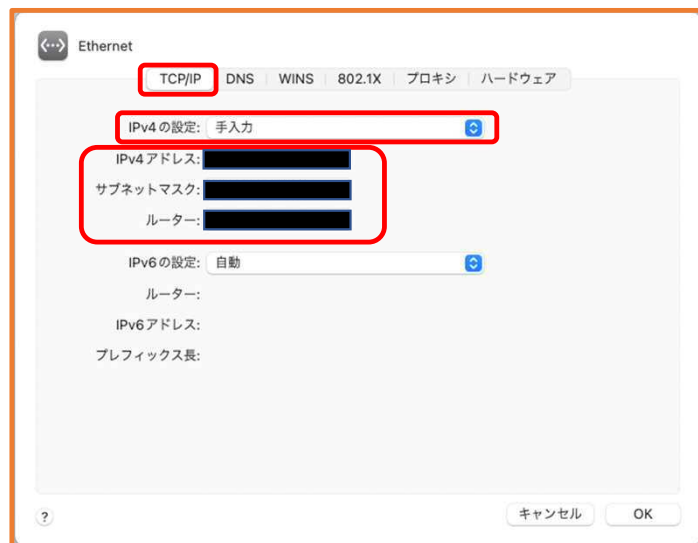 Ethernet
TCP/IP DNS WINS 802.1X プロキシ ハードウェア
IPv4の設定: 手入力
IPv4アドレス:
サブネットマスク:
ルーター:
IPv6の設定: 自動
ルーター:
IPv6アドレス:
プレフィックス長:
? キャンセル OK